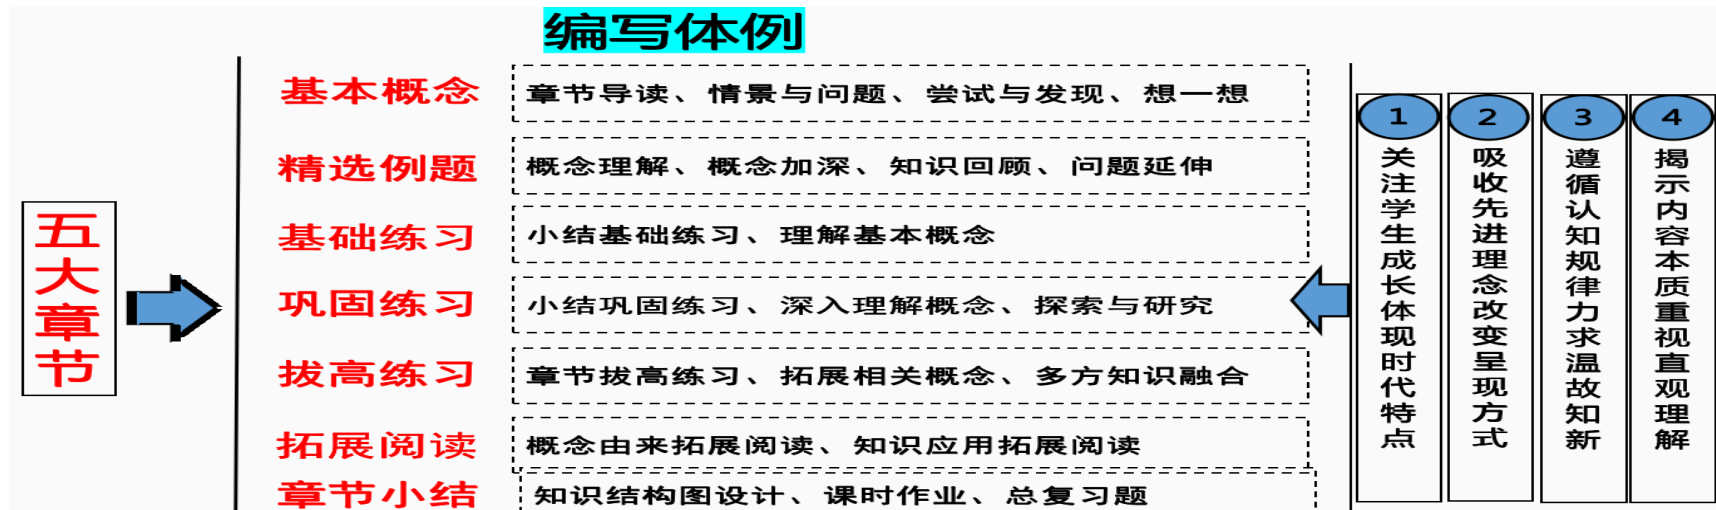 编写体例
五大章节
基本概念
章节导读、情景与问题、尝试与发现、想一想
精选例题
概念理解、概念加深、知识回顾、问题延伸
基础练习
小结基础练习、理解基本概念
巩固练习
小结巩固练习、深入理解概念、探索与研究
拔高练习
章节拔高练习、拓展相关概念、多方知识融合
拓展阅读
概念由来拓展阅读、知识应用拓展阅读
章节小结
知识结构图设计、课时作业、总复习题
1
关注学生成长体现时代特点
2
吸收先进理念改变呈现方式
3
遵循认知规律力求温故知新
4
揭示内容本质重视直观理解